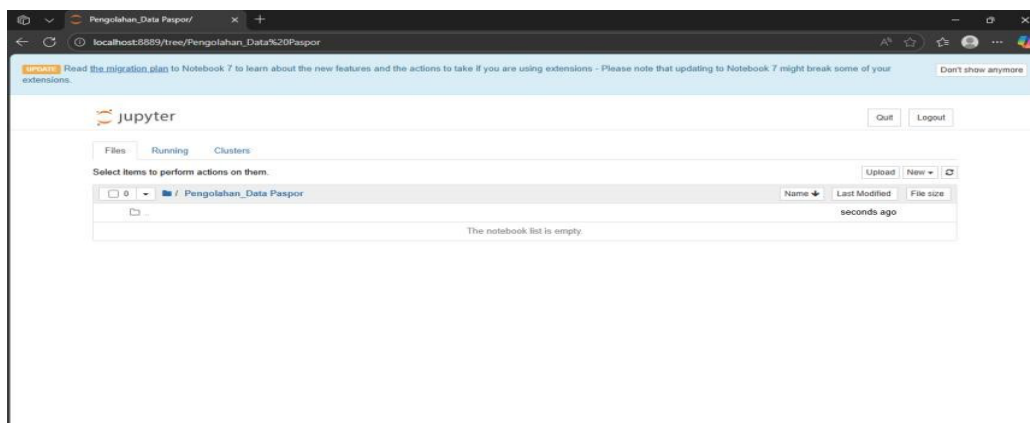 Pengolahan_Data Paspor/
localhost:8889/tree/Pengolahan_Data%20Paspor
UPDATE Read the migration plan to Notebook 7 to learn about the new features and the actions to take if you are using extensions - Please note that updating to Notebook 7 might break some of your
extensions.
Don't show anymore
jupyter
Quit Logout
Files Running Clusters
Select items to perform actions on them.
Upload New
0 / Pengolahan_Data Paspor Name Last Modified File size
.. seconds ago
The notebook list is empty.